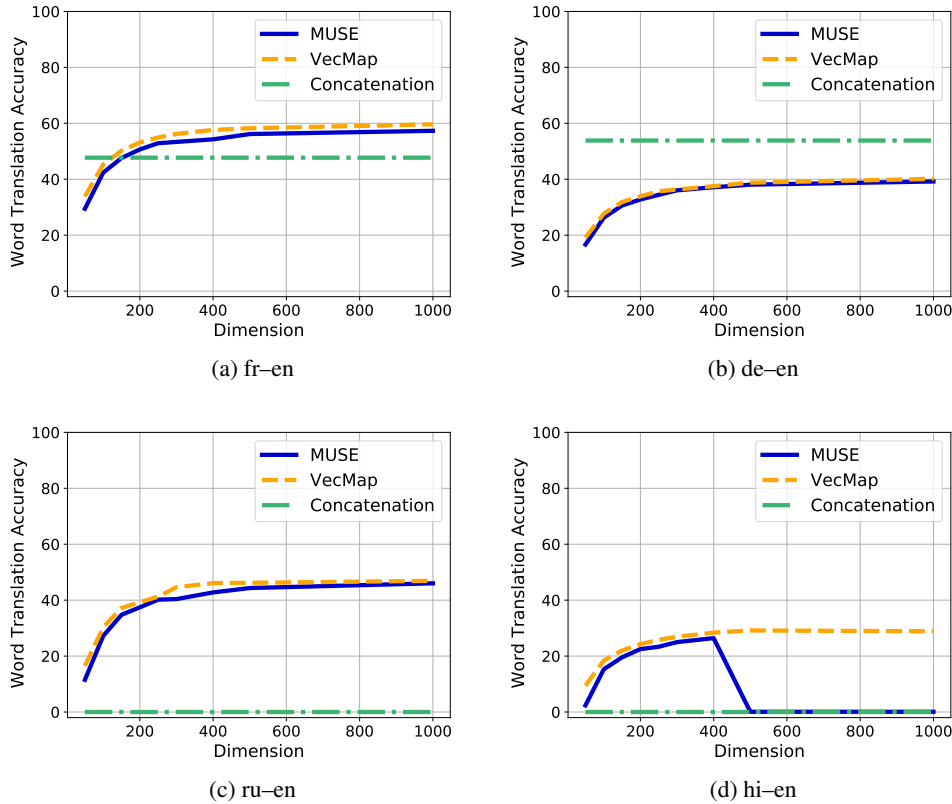 100
80
60
40
20
0
Word Translation Accuracy
MUSE
VecMap
Concatenation
200 400 600 800 1000
Dimension
(a) fr–en
100
80
60
40
20
0
Word Translation Accuracy
MUSE
VecMap
Concatenation
200 400 600 800 1000
Dimension
(b) de–en
100
80
60
40
20
0
Word Translation Accuracy
MUSE
VecMap
Concatenation
200 400 600 800 1000
Dimension
(c) ru–en
100
80
60
40
20
0
Word Translation Accuracy
MUSE
VecMap
Concatenation
200 400 600 800 1000
Dimension
(d) hi–en